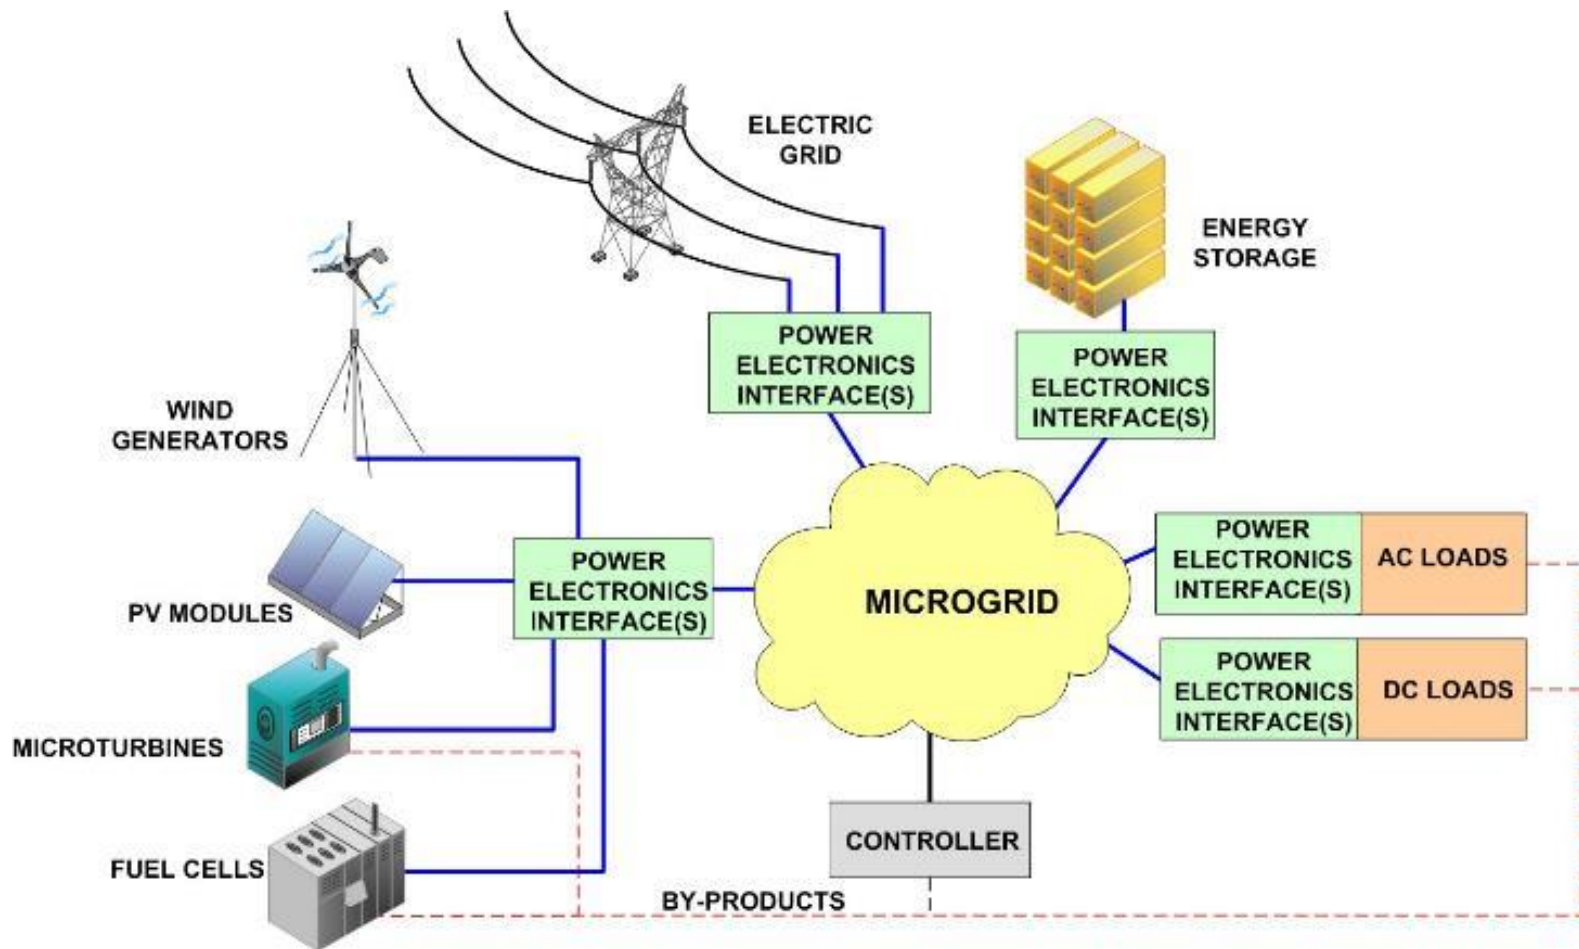 ELECTRIC
GRID
ENERGY
STORAGE
POWER
ELECTRONICS
INTERFACE(S)
POWER
ELECTRONICS
INTERFACE(S)
WIND
GENERATORS
PV MODULES
POWER
ELECTRONICS
INTERFACE(S)
MICROGRID
POWER
ELECTRONICS
INTERFACE(S)
AC LOADS
POWER
ELECTRONICS
INTERFACE(S)
DC LOADS
MICROTURBINES
FUEL CELLS
CONTROLLER
BY-PRODUCTS